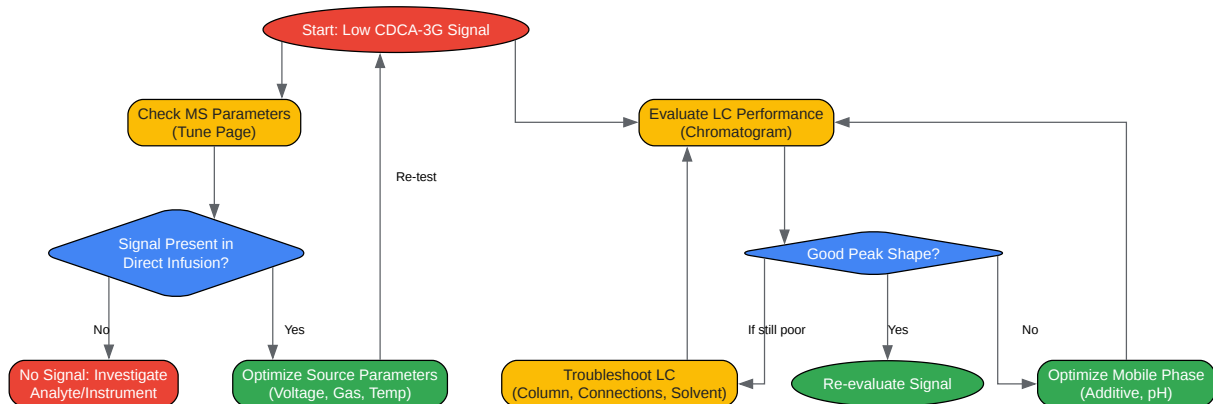 Start: Low CDCA-3G Signal
Check MS Parameters
(Tune Page)
Evaluate LC Performance
(Chromatogram)
Re-test
Signal Present in
Direct Infusion?
Good Peak Shape?
No
Yes
If still poor
Yes
No
No Signal: Investigate
Analyte/Instrument
Optimize Source Parameters
(Voltage, Gas, Temp)
Troubleshoot LC
(Column, Connections, Solvent)
Re-evaluate Signal
Optimize Mobile Phase
(Additive, pH)